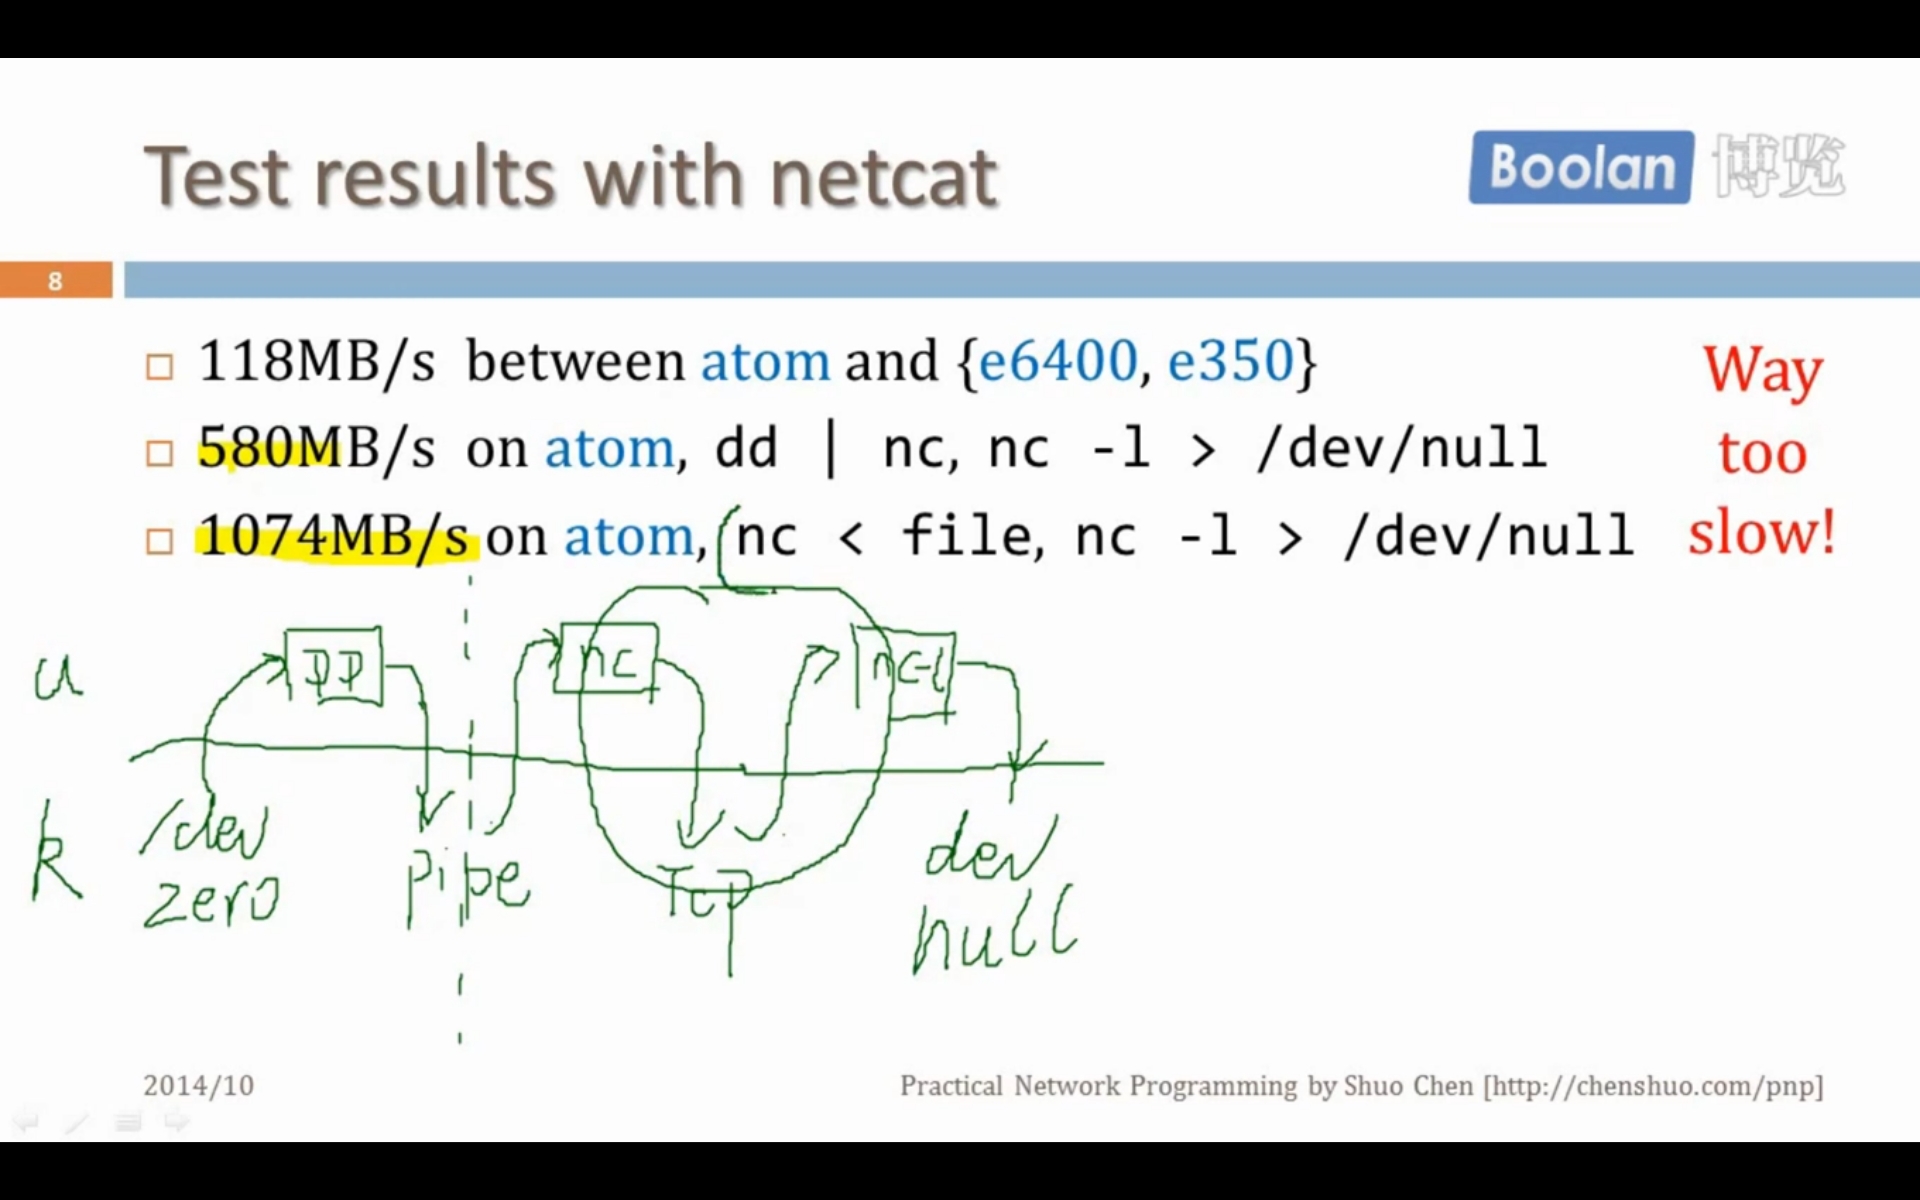 Test results with netcat
Boolan 博览
8
118MB/s between atom and {e6400, e350}
580MB/s on atom, dd | nc, nc -l > /dev/null
1074MB/s on atom, nc < file, nc -l > /dev/null
Way
too
slow!
u
DD
nc
nc-l
k
/dev
zero
pipe
TCP
dev
null
2014/10
Practical Network Programming by Shuo Chen [http://chenshuo.com/pnp]